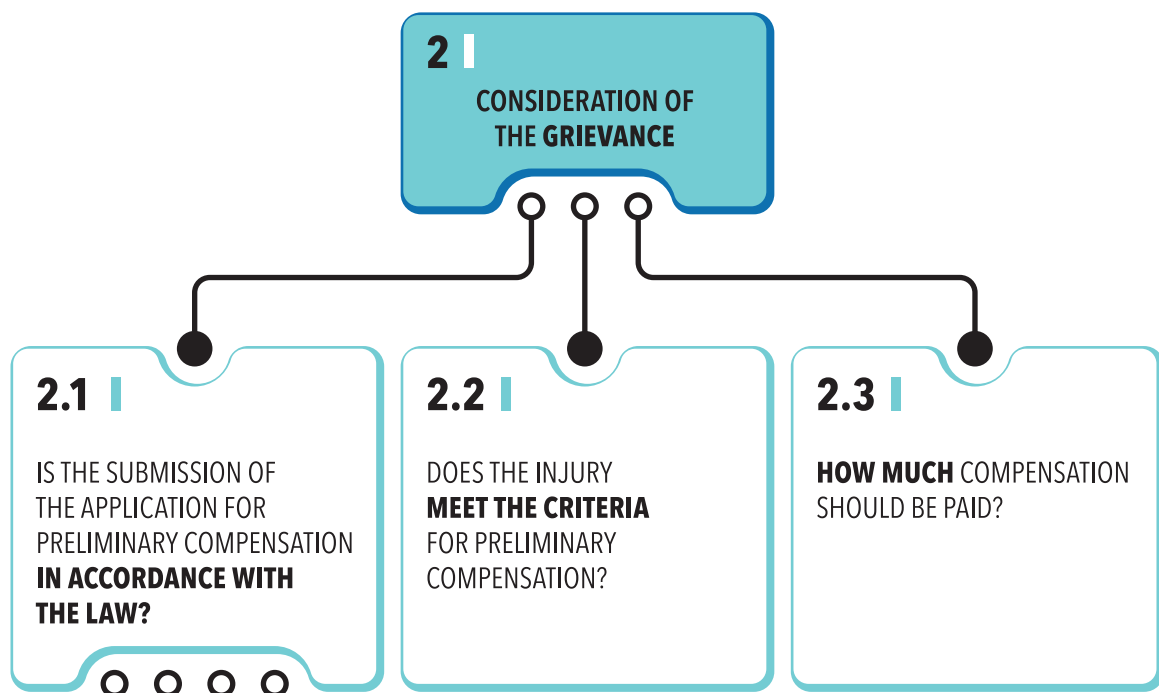 2
CONSIDERATION OF
THE GRIEVANCE
2.1
IS THE SUBMISSION OF
THE APPLICATION FOR
PRELIMINARY COMPENSATION
IN ACCORDANCE WITH
THE LAW?
2.2
DOES THE INJURY
MEET THE CRITERIA
FOR PRELIMINARY
COMPENSATION?
2.3
HOW MUCH COMPENSATION
SHOULD BE PAID?